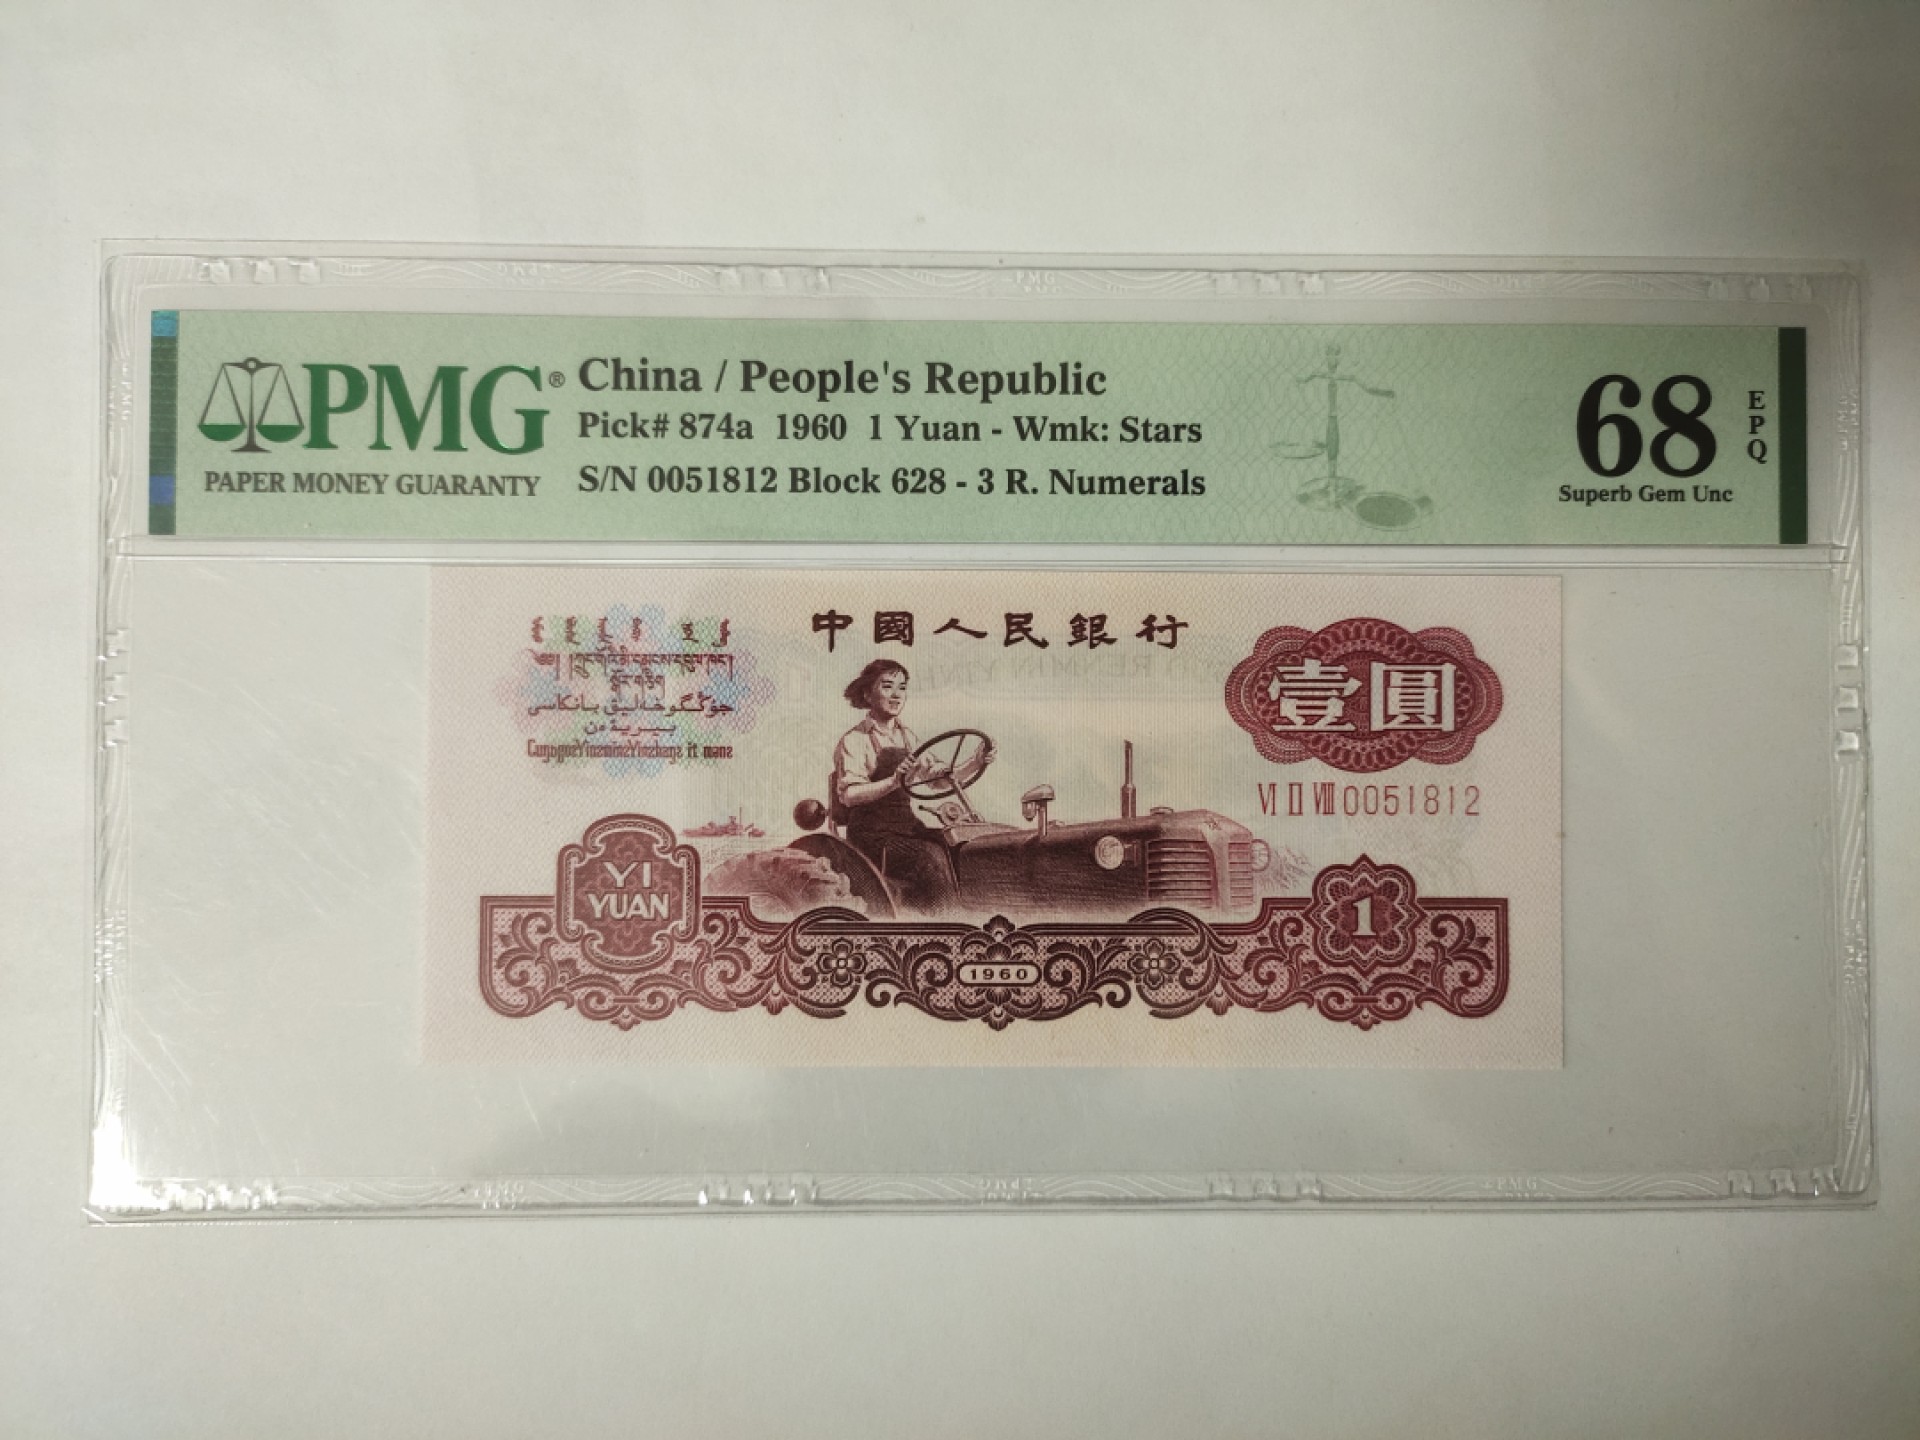 PMG®
PAPER MONEY GUARANTY
China / People's Republic
Pick# 874a 1960 1 Yuan - Wmk: Stars
S/N 0051812 Block 628 - 3 R. Numerals
68
EPQ
Superb Gem Unc
中國人民銀行
壹圓
VI II VIII 0051812
YI
YUAN
1960
1